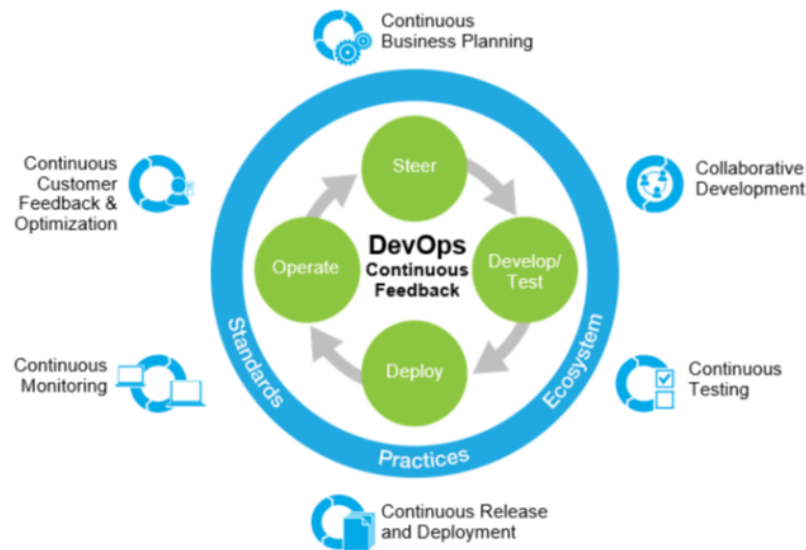 Continuous
Business Planning
Continuous
Customer
Feedback &
Optimization
Steer
Collaborative
Development
Operate
DevOps
Continuous
Feedback
Develop/
Test
Continuous
Monitoring
Standards
Deploy
Ecosystem
Continuous
Testing
Practices
Continuous Release
and Deployment